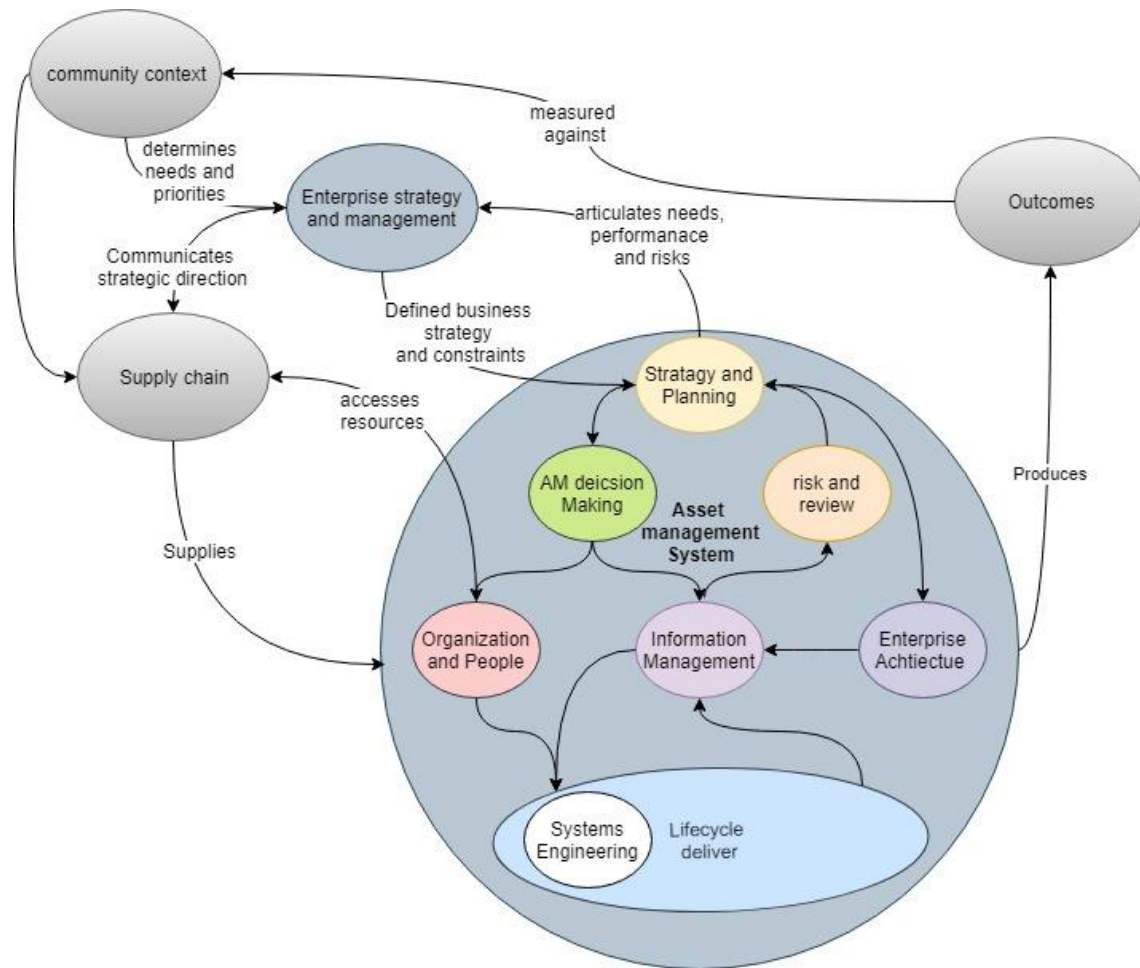 community context
measured
against
determines
needs and
priorities
Enterprise strategy
and management
Outcomes
articulates needs,
performanace
and risks
Communicates
strategic direction
Defined business
strategy
and constraints
Supply chain
Stratagy and
Planning
accesses
resources
AM deicsion
Making
risk and
review
Produces
Asset
management
System
Supplies
Organization
and People
Information
Management
Enterprise
Achtiectue
Systems
Engineering
Lifecycle
deliver